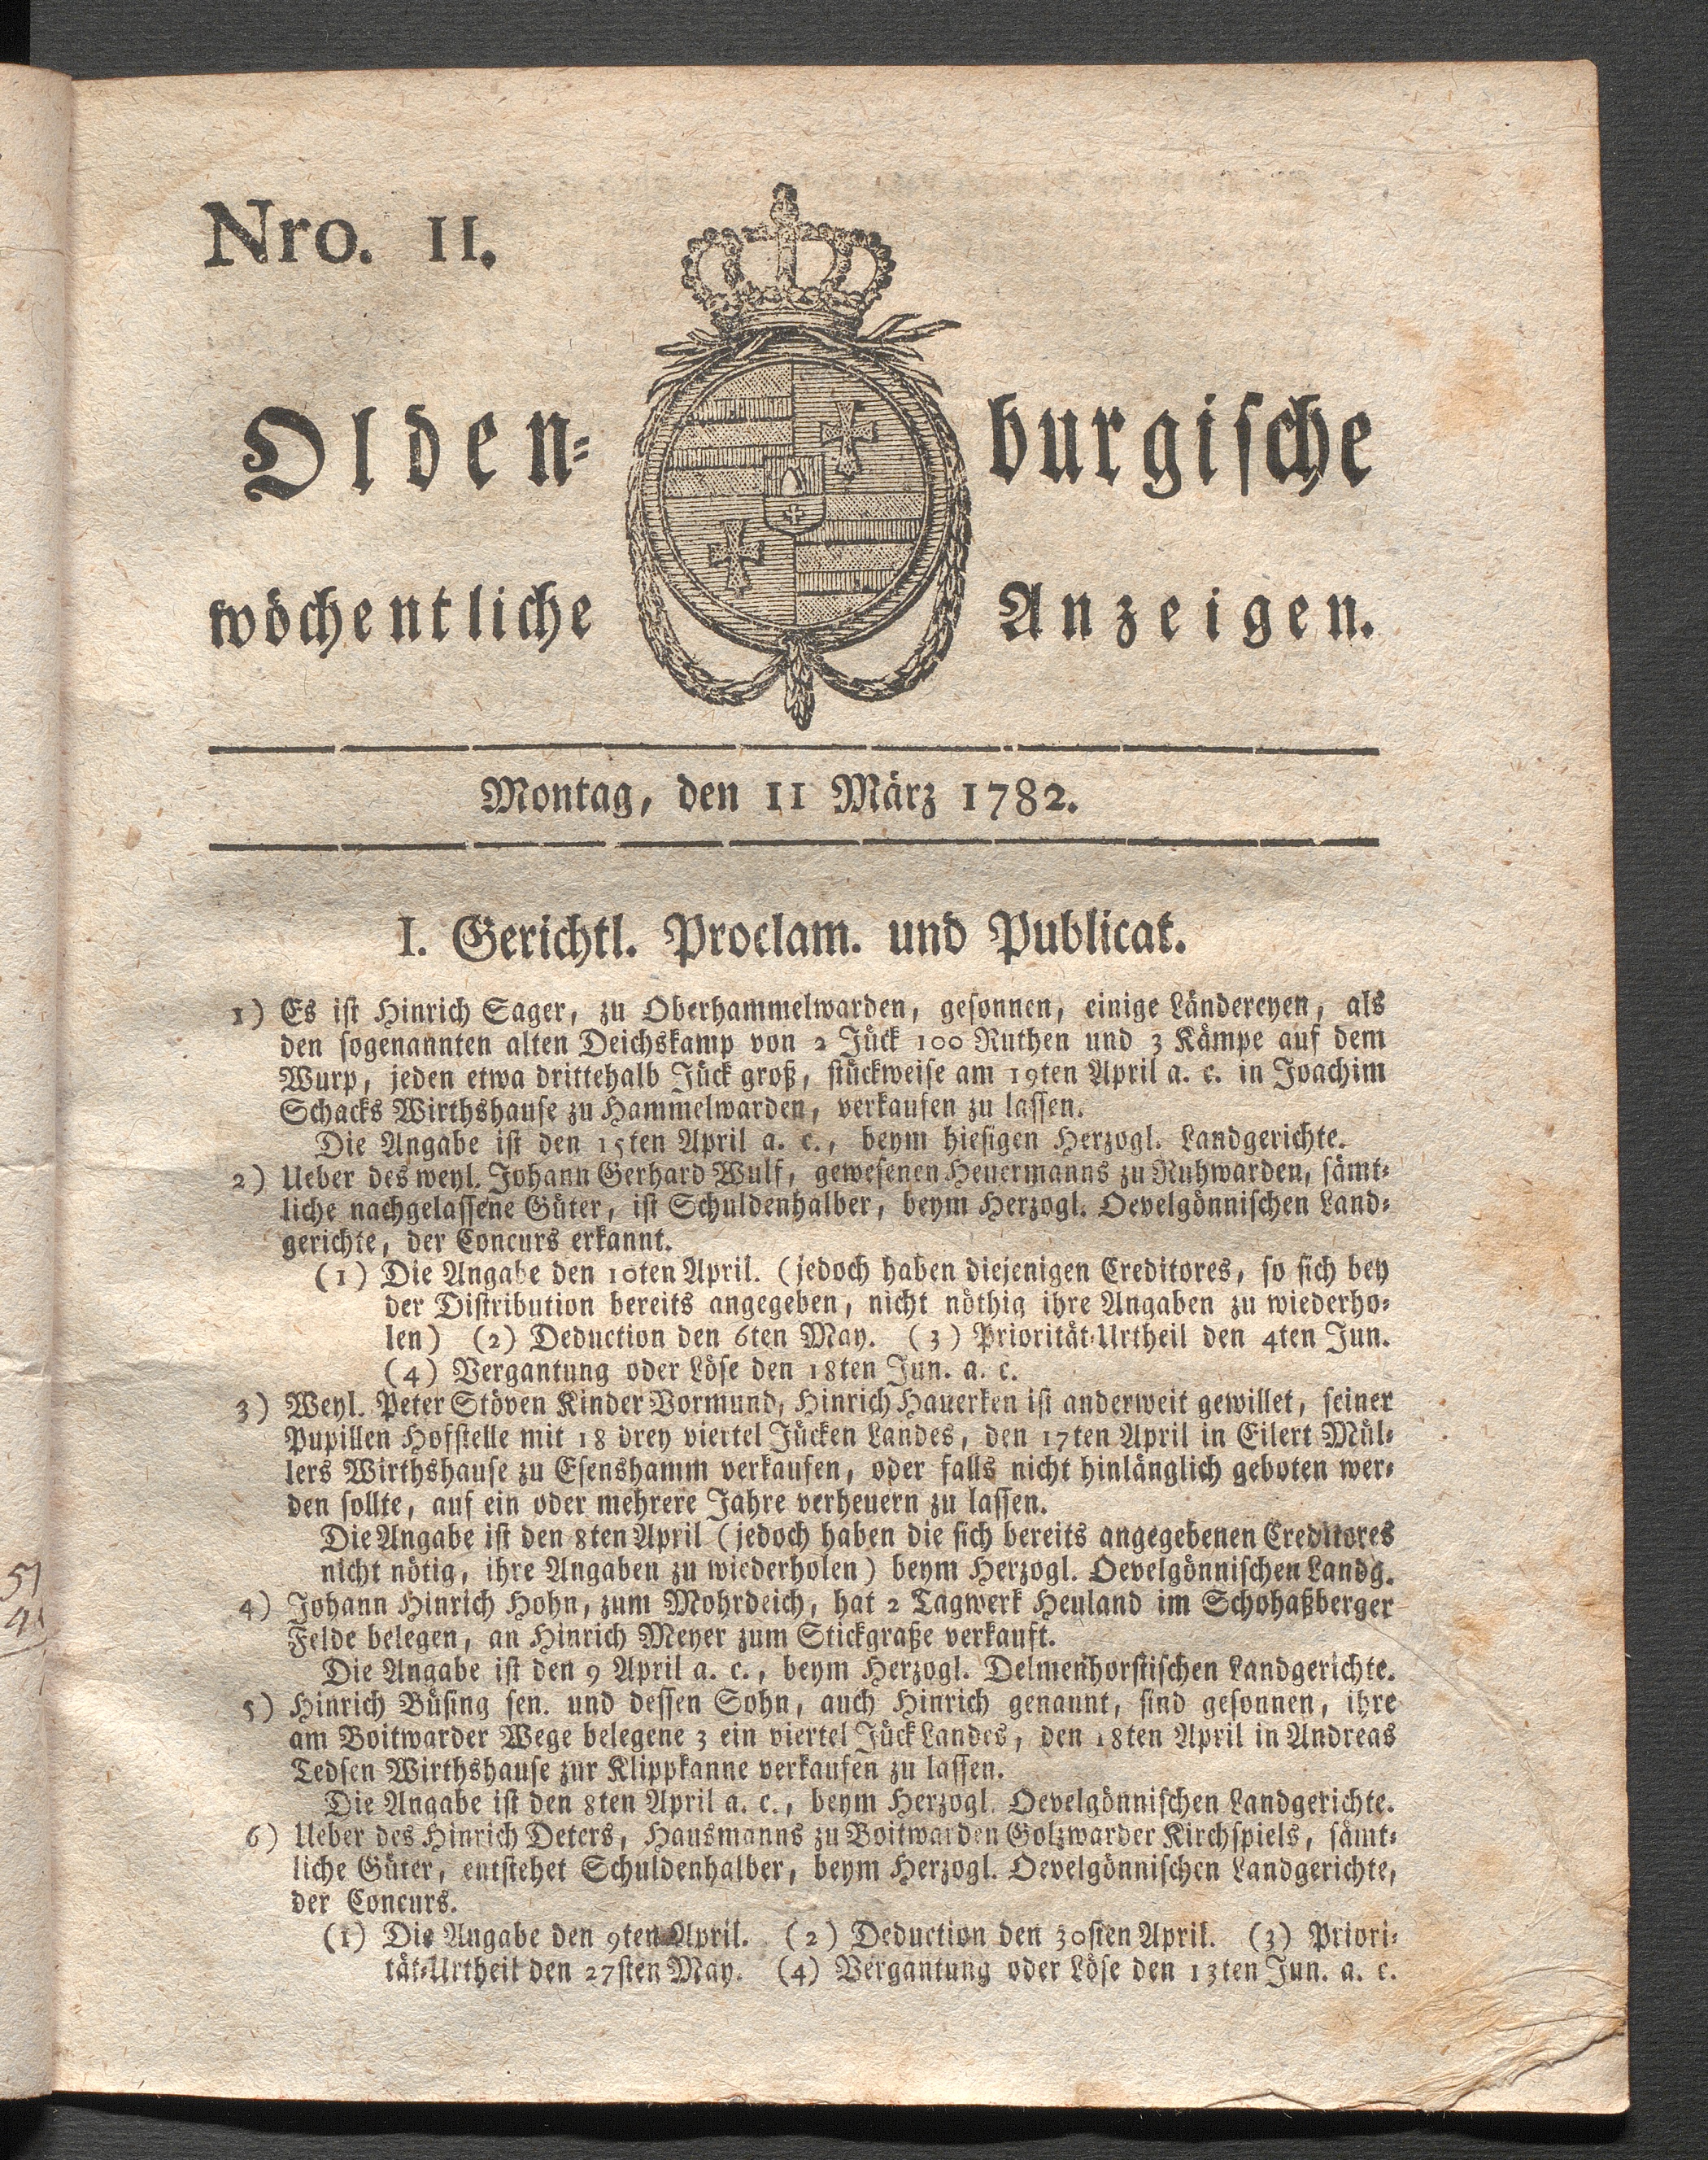 Nro. 11.
Olden-burgische
wöchentliche Anzeigen.
Montag, den 11 März 1782.
I. Gerichtl. Proclam. und Publicat.
1) Es ist Hinrich Sager, zu Oberhammelwarden, gesonnen, einige Ländereyen, als
den sogenannten alten Deichskamp von 2 Jück 100 Ruthen und 3 Kämpe auf dem
Wurp, jeden etwa drittehalb Jück groß, stückweise am 19ten April a. c. in Joachim
Schacks Wirthshause zu Hammelwarden, verkaufen zu lassen.
Die Angabe ist den 15ten April a. c., beym hiesigen Herzogl. Landgerichte.
2) Ueber des weyl. Johann Gerhard Wulf, gewesenen Heuermanns zu Ruhwarden, sämt-
liche nachgelassene Güter, ist Schuldenhalber, beym Herzogl. Oevelgönnischen Land-
gerichte, der Concurs erkannt.
(1) Die Angabe den 10ten April. (jedoch haben diejenigen Creditores, so sich bey
der Distribution bereits angegeben, nicht nöthig ihre Angaben zu wiederho-
len) (2) Deduction den 6ten May. (3) Priorität-Urtheil den 4ten Jun.
(4) Vergantung oder Löse den 18ten Jun. a. c.
3) Weyl. Peter Stöven Kinder Vormund, Hinrich Hauerken ist anderweit gewillet, seiner
Pupillen Hofstelle mit 18 drey viertel Jücken Landes, den 17ten April in Eilert Mül-
lers Wirthshause zu Esenshamm verkaufen, oder falls nicht hinlänglich geboten wer-
den sollte, auf ein oder mehrere Jahre verheuern zu lassen.
Die Angabe ist den 8ten April (jedoch haben die sich bereits angegebenen Creditores
nicht nötig, ihre Angaben zu wiederholen) beym Herzogl. Oevelgönnischen Landg.
4) Johann Hinrich Hohn, zum Mohrdeich, hat 2 Tagwerk Heuland im Schohaßberger
Felde belegen, an Hinrich Meyer zum Stickgraße verkauft.
Die Angabe ist den 9 April a. c., beym Herzogl. Delmenhorstischen Landgerichte.
5) Hinrich Büsing sen. und dessen Sohn, auch Hinrich genannt, sind gesonnen, ihre
am Boitwarder Wege belegene 3 ein viertel Jück Landes, den 18ten April in Andreas
Tedsen Wirthshause zur Klippkanne verkaufen zu lassen.
Die Angabe ist den 8ten April a. c., beym Herzogl. Oevelgönnischen Landgerichte.
6) Ueber des Hinrich Deters, Hausmanns zu Boitwarden Golzwarder Kirchspiels, sämt-
liche Güter, entstehet Schuldenhalber, beym Herzogl. Oevelgönnischen Landgerichte,
der Concurs.
(1) Die Angabe den 9ten April. (2) Deduction den 30sten April. (3) Priori-
tät-Urtheil den 27sten May. (4) Vergantung oder Löse den 13ten Jun. a. c.